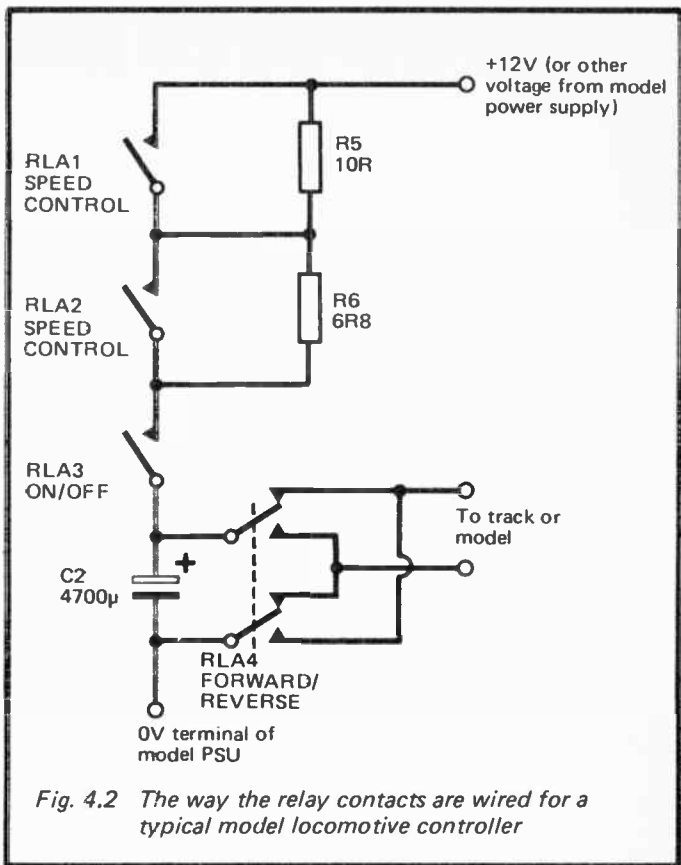 +12V (or other
voltage from model
power supply)
R5
10R
RLA1
SPEED
CONTROL
R6
6R8
RLA2
SPEED
CONTROL
RLA3
ON/OFF
To track or
model
+
C2
4700µ
RLA4
FORWARD/
REVERSE
0V terminal of
model PSU
Fig. 4.2 The way the relay contacts are wired for a
typical model locomotive controller